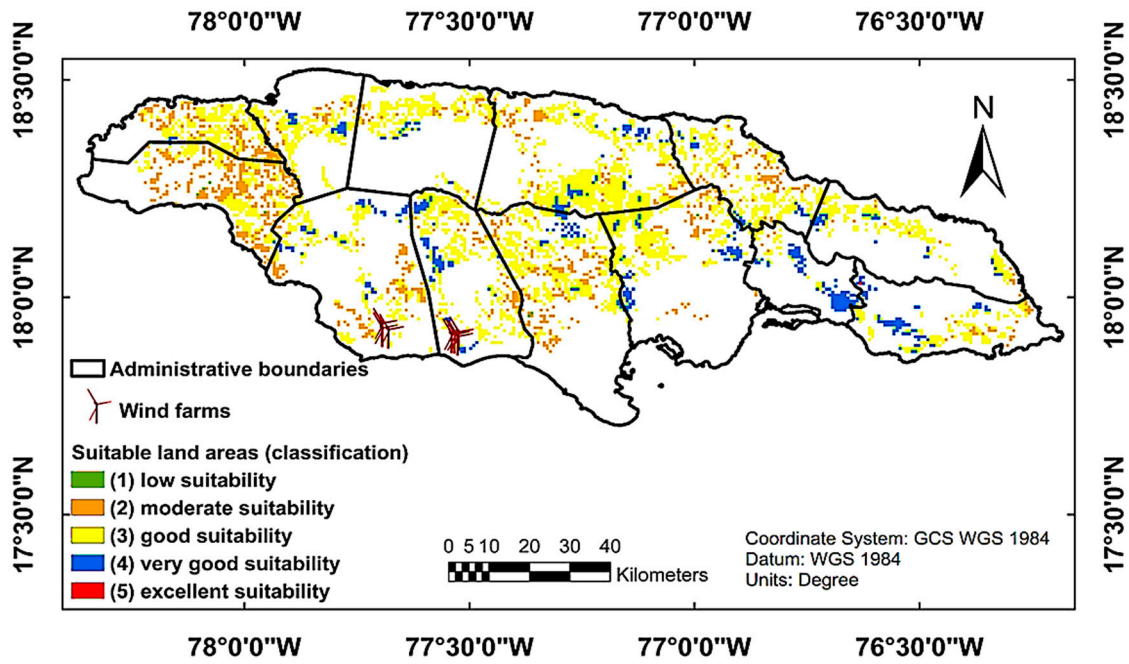 78°0'0"W 77°30'0"W 77°0'0"W 76°30'0"W
18°30'0"N
18°30'0"N
N
18°0'0"N
18°0'0"N
Administrative boundaries
Wind farms
Suitable land areas (classification)
(1) low suitability
(2) moderate suitability
(3) good suitability
(4) very good suitability
(5) excellent suitability
17°30'0"N
17°30'0"N
0 5 10 20 30 40
Kilometers
Coordinate System: GCS WGS 1984
Datum: WGS 1984
Units: Degree
78°0'0"W 77°30'0"W 77°0'0"W 76°30'0"W